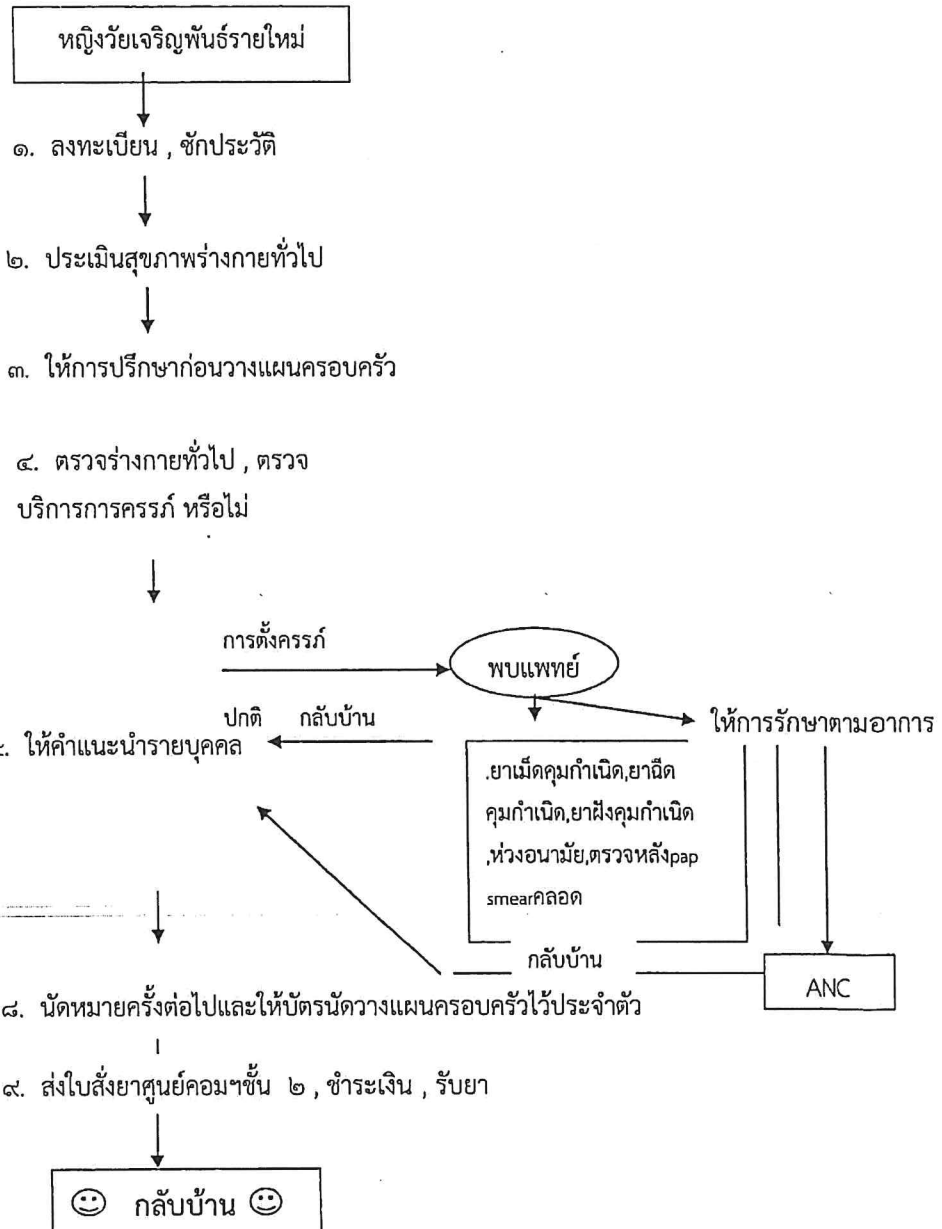 หญิงวัยเจริญพันธ์รายใหม่
๑. ลงทะเบียน , ซักประวัติ
๒. ประเมินสุขภาพร่างกายทั่วไป
๓. ให้การปรึกษาก่อนวางแผนครอบครัว
๔. ตรวจร่างกายทั่วไป , ตรวจ
บริการการครรภ์ หรือไม่
การตั้งครรภ์
พบแพทย์
ปกติ กลับบ้าน
ให้การรักษาตามอาการ
. ให้คำแนะนำรายบุคคล
.ยาเม็ดคุมกำเนิด,ยาฉีด
คุมกำเนิด,ยาฝังคุมกำเนิด
,ห่วงอนามัย,ตรวจหลังpap
smearคลอด
กลับบ้าน
ANC
๘. นัดหมายครั้งต่อไปและให้บัตรนัดวางแผนครอบครัวไว้ประจำตัว
๙. ส่งใบสั่งยาศูนย์คอมฯชั้น ๒ , ชำระเงิน , รับยา
☺ กลับบ้าน ☺